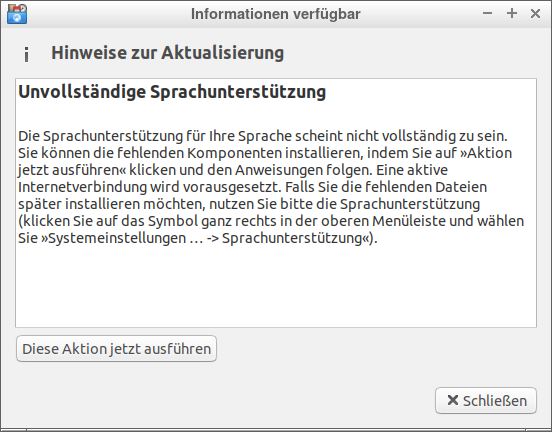 Informationen verfügbar
Hinweise zur Aktualisierung
Unvollständige Sprachunterstützung
Die Sprachunterstützung für Ihre Sprache scheint nicht vollständig zu sein.
Sie können die fehlenden Komponenten installieren, indem Sie auf »Aktion
jetzt ausführen« klicken und den Anweisungen folgen. Eine aktive
Internetverbindung wird vorausgesetzt. Falls Sie die fehlenden Dateien
später installieren möchten, nutzen Sie bitte die Sprachunterstützung
(klicken Sie auf das Symbol ganz rechts in der oberen Menüleiste und wählen
Sie »Systemeinstellungen … -> Sprachunterstützung«).
Diese Aktion jetzt ausführen
Schließen